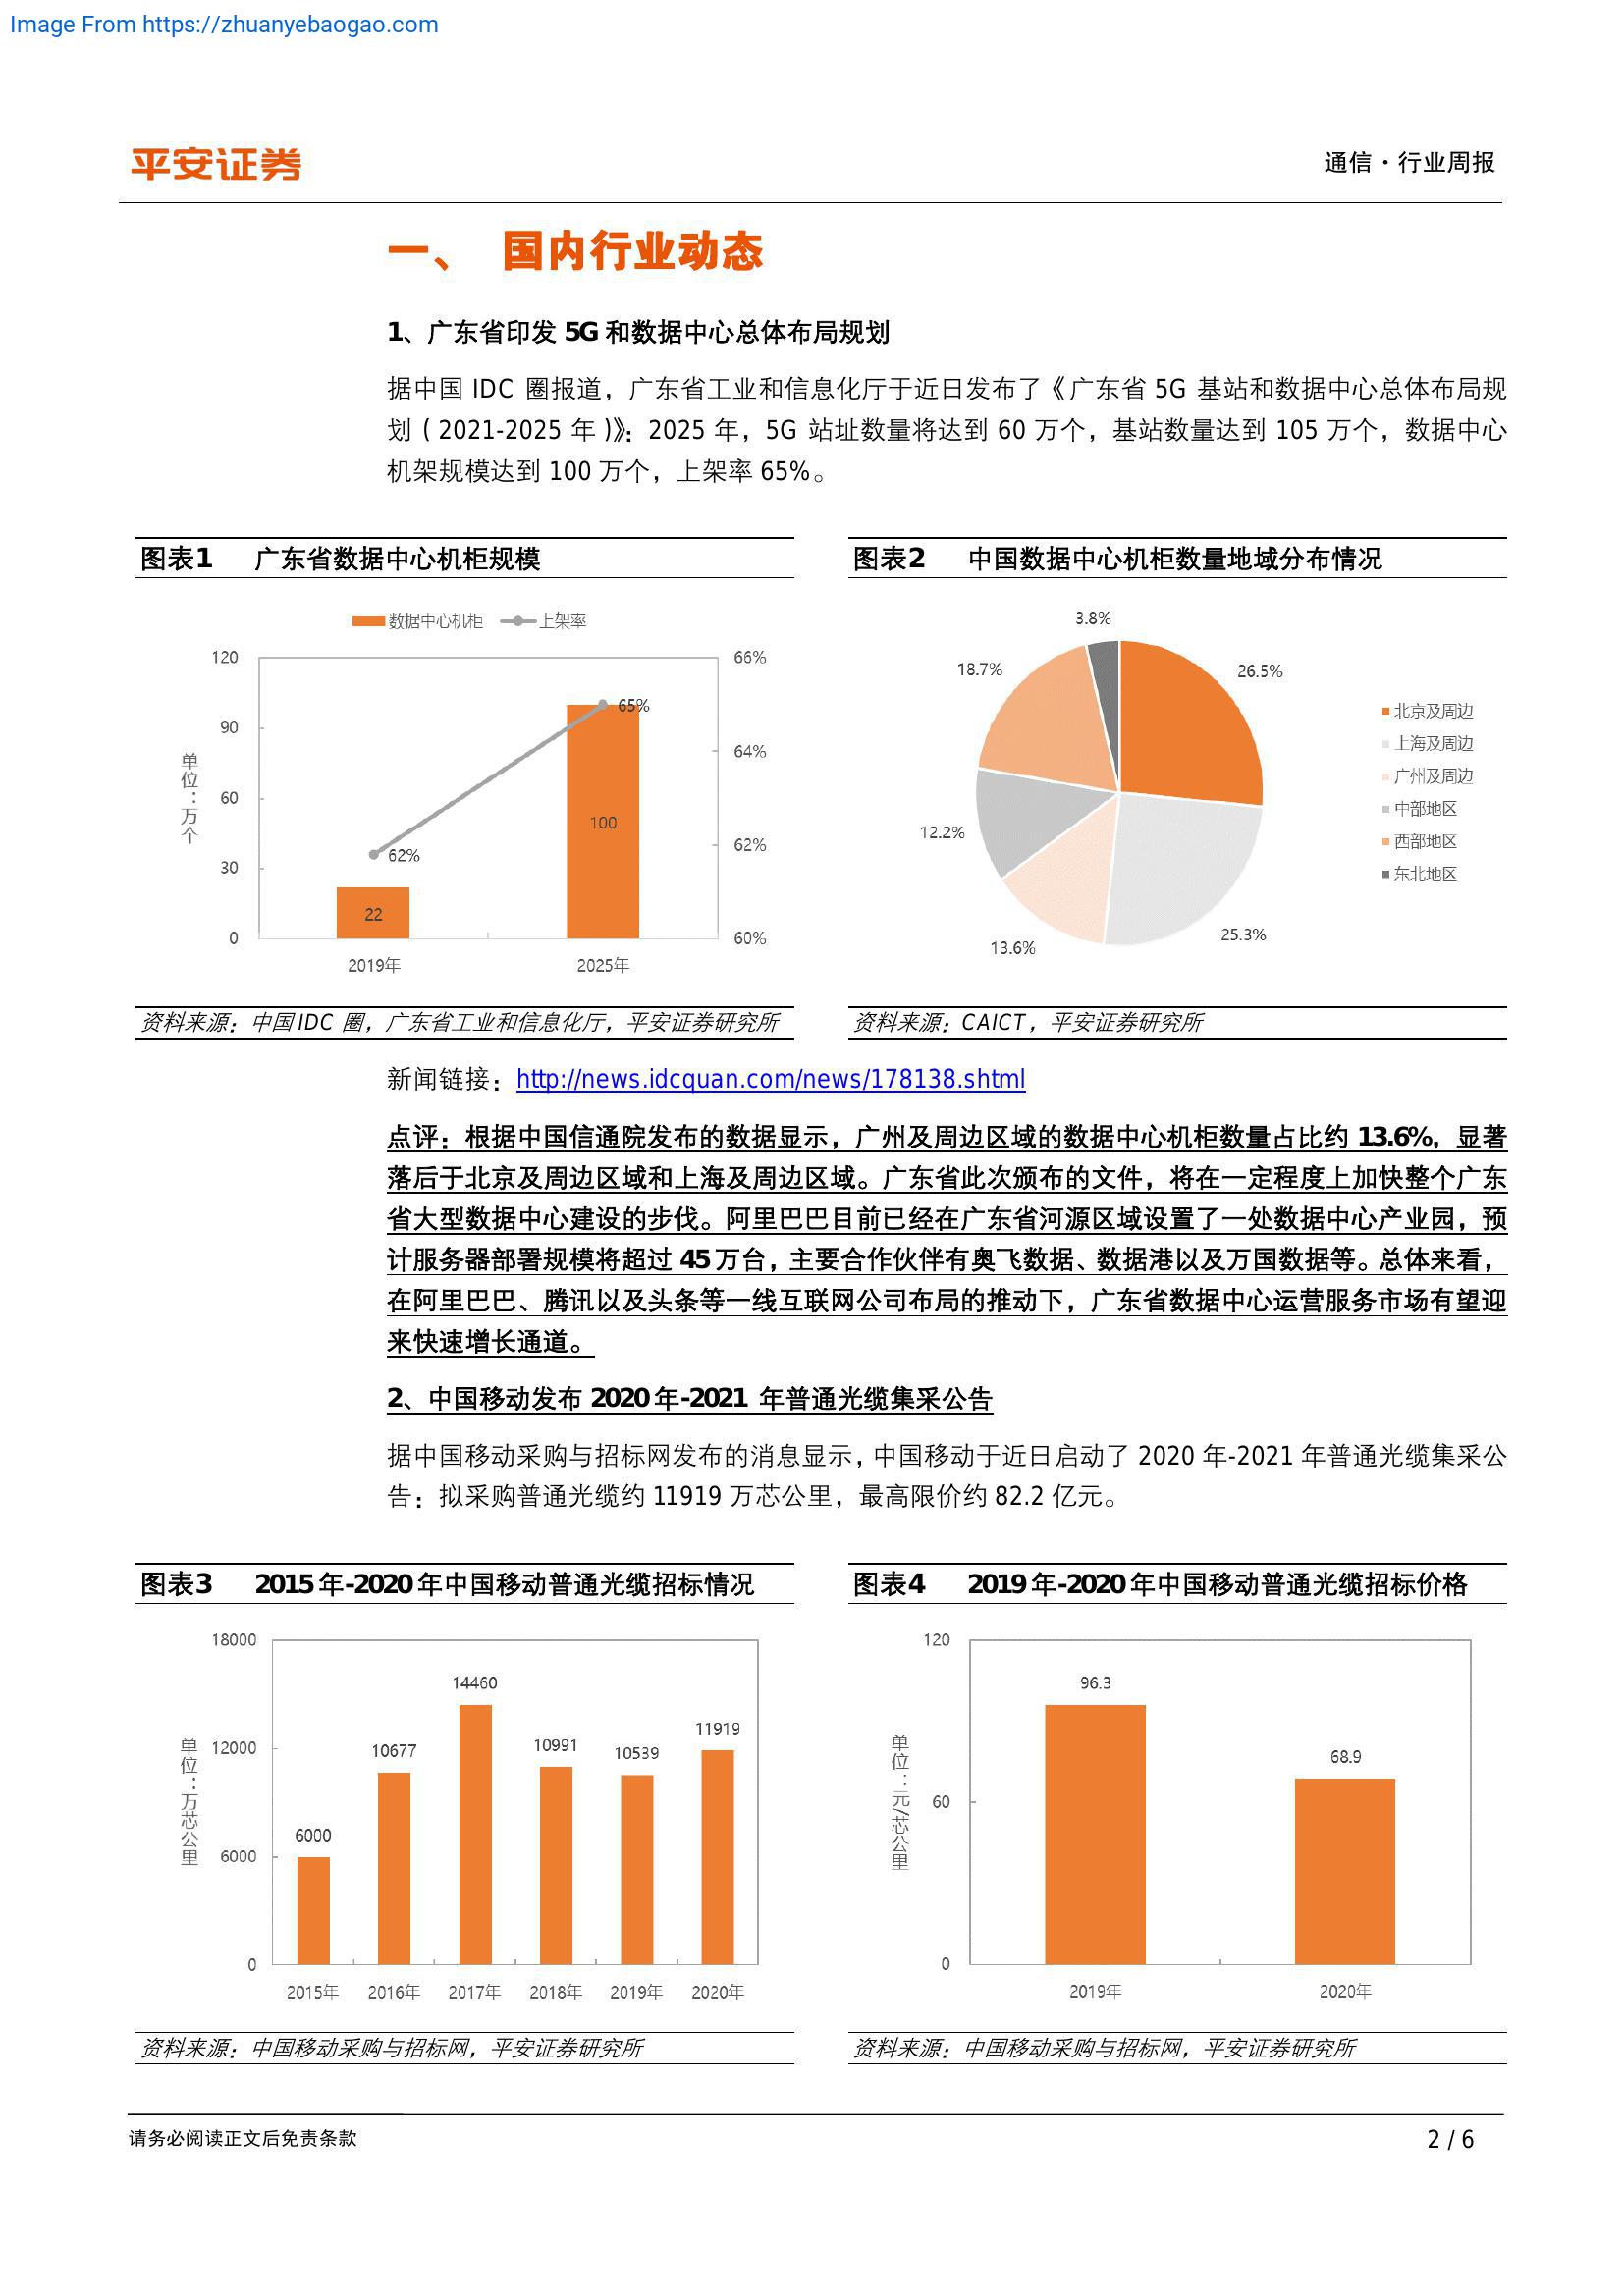 Image From https://zhuanyebaogao.com
平安证券
通信·行业周报
一、 国内行业动态
1、广东省印发 5G 和数据中心总体布局规划
据中国 IDC 圈报道，广东省工业和信息化厅于近日发布了《广东省 5G 基站和数据中心总体布局规
划（2021-2025 年）》：2025 年，5G 站址数量将达到 60 万个，基站数量达到 105 万个，数据中心
机架规模达到 100 万个，上架率 65%。
图表1 广东省数据中心机柜规模
数据中心机柜 上架率
120
90
60
30
0
单位：万个
66%
64%
62%
60%
65%
62%
100
22
2019年 2025年
资料来源：中国IDC 圈，广东省工业和信息化厅，平安证券研究所
图表2 中国数据中心机柜数量地域分布情况
3.8%
18.7%
26.5%
12.2%
13.6%
25.3%
北京及周边
上海及周边
广州及周边
中部地区
西部地区
东北地区
资料来源：CAICT，平安证券研究所
新闻链接：http://news.idcquan.com/news/178138.shtml
点评：根据中国信通院发布的数据显示，广州及周边区域的数据中心机柜数量占比约 13.6%，显著
落后于北京及周边区域和上海及周边区域。广东省此次颁布的文件，将在一定程度上加快整个广东
省大型数据中心建设的步伐。阿里巴巴目前已经在广东省河源区域设置了一处数据中心产业园，预
计服务器部署规模将超过 45 万台，主要合作伙伴有奥飞数据、数据港以及万国数据等。总体来看，
在阿里巴巴、腾讯以及头条等一线互联网公司布局的推动下，广东省数据中心运营服务市场有望迎
来快速增长通道。
2、中国移动发布 2020 年-2021 年普通光缆集采公告
据中国移动采购与招标网发布的消息显示，中国移动于近日启动了 2020 年-2021 年普通光缆集采公
告：拟采购普通光缆约 11919 万芯公里，最高限价约 82.2 亿元。
图表3 2015 年-2020 年中国移动普通光缆招标情况
18000
12000
6000
0
单位：万芯公里
6000
10677
14460
10991
10539
11919
2015年 2016年 2017年 2018年 2019年 2020年
资料来源：中国移动采购与招标网，平安证券研究所
图表4 2019 年-2020 年中国移动普通光缆招标价格
120
60
0
单位：元/芯公里
96.3
68.9
2019年 2020年
资料来源：中国移动采购与招标网，平安证券研究所
请务必阅读正文后免责条款
2 / 6